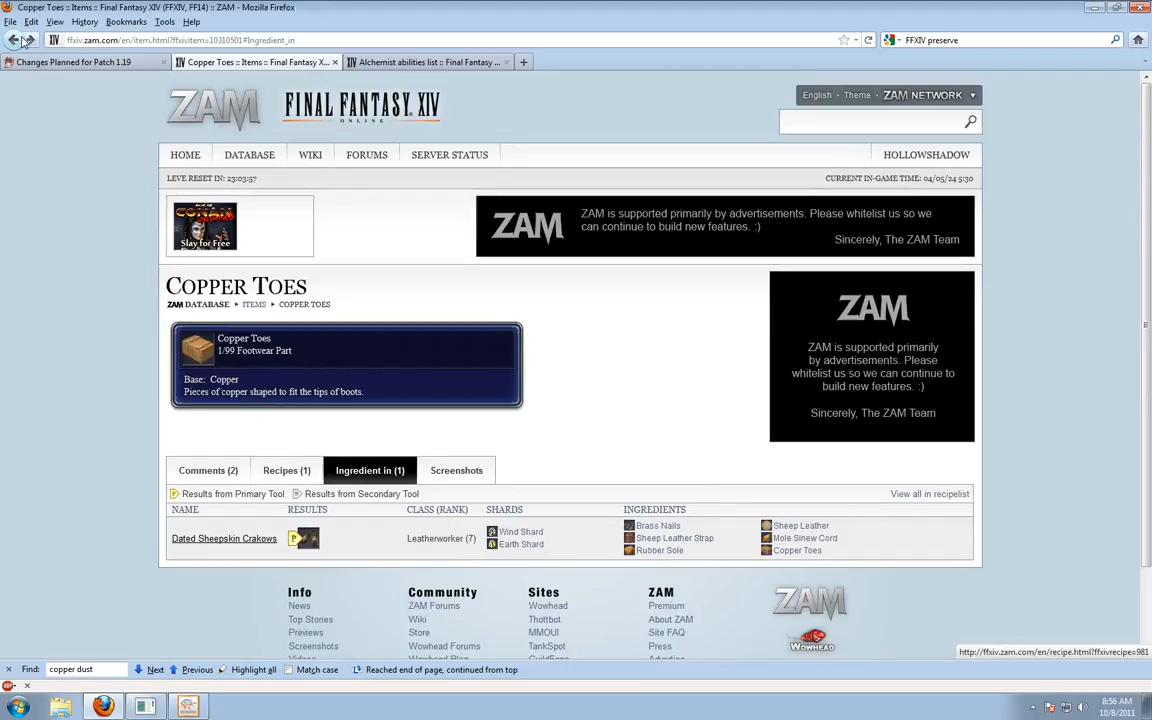 Copper Toes :: Items :: Final Fantasy XIV (FFXIV, FF14) :: ZAM - Mozilla Firefox
File Edit View History Bookmarks Tools Help
XIV ffxiv.zam.com/en/item.html?ffxivitem=10310501#Ingredient_in
FFXIV preserve
Changes Planned for Patch 1.19
XIV Copper Toes :: Items :: Final Fantasy X...
XIV Alchemist abilities list :: Final Fantasy ...
ZAM FINAL FANTASY XIV ONLINE
English · Theme · ZAM NETWORK
HOME DATABASE WIKI FORUMS SERVER STATUS HOLLOWSHADOW
LEVE RESET IN: 23:03:57 CURRENT IN-GAME TIME: 04/05/24 5:30
AGE OF CONAN
Slay for Free
ZAM
ZAM is supported primarily by advertisements. Please whitelist us so we
can continue to build new features. :)
Sincerely, The ZAM Team
COPPER TOES
ZAM DATABASE ITEMS COPPER TOES
Copper Toes
1/99 Footwear Part
Base: Copper
Pieces of copper shaped to fit the tips of boots.
ZAM
ZAM is supported primarily
by advertisements. Please
whitelist us so we can continue to
build new features. :)
Sincerely, The ZAM Team
Comments (2) Recipes (1) Ingredient in (1) Screenshots
P Results from Primary Tool S Results from Secondary Tool View all in recipelist
NAME RESULTS CLASS (RANK) SHARDS INGREDIENTS
Dated Sheepskin Crakows P Leatherworker (7)
Wind Shard
Earth Shard
Brass Nails
Sheep Leather Strap
Rubber Sole
Sheep Leather
Mole Sinew Cord
Copper Toes
Info
News
Top Stories
Previews
Screenshots
Videos
Community
ZAM Forums
Wiki
Store
Wowhead Forums
Wowhead Blog
Sites
Wowhead
Thottbot
MMOUI
TankSpot
GuildFans
ZAM
Premium
About ZAM
Site FAQ
Press
Advertise
ZAM
WOWHEAD
http://ffxiv.zam.com/en/recipe.html?ffxivrecipe=981
Find: copper dust Next Previous Highlight all Match case Reached end of page, continued from top
ABP
8:56 AM
10/8/2011